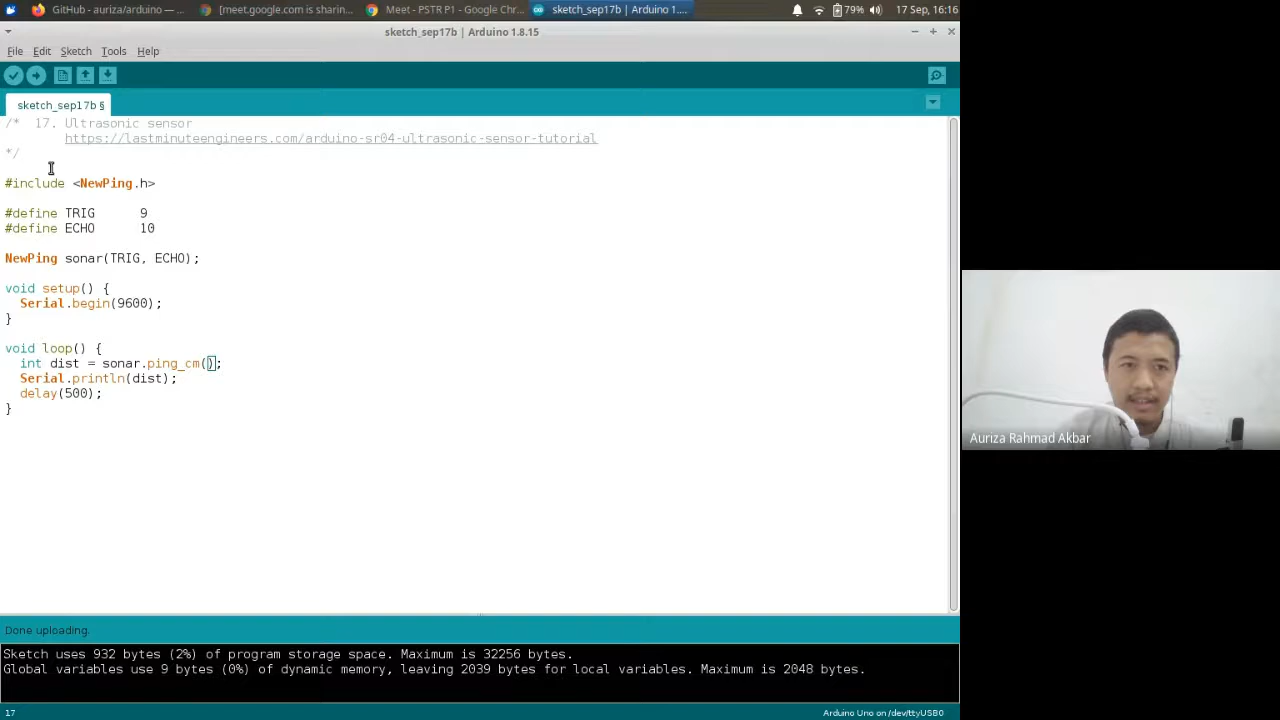 GitHub - auriza/arduino — ...
[meet.google.com is sharin...
Meet - PSTR P1 - Google Chr...
sketch_sep17b | Arduino 1....
79%
17 Sep, 16:16
sketch_sep17b | Arduino 1.8.15
File Edit Sketch Tools Help
sketch_sep17b §
/*  17. Ultrasonic sensor
        https://lastminuteengineers.com/arduino-sr04-ultrasonic-sensor-tutorial
*/
#include <NewPing.h>
#define TRIG      9
#define ECHO      10
NewPing sonar(TRIG, ECHO);
void setup() {
  Serial.begin(9600);
}
void loop() {
  int dist = sonar.ping_cm();
  Serial.println(dist);
  delay(500);
}
Auriza Rahmad Akbar
Done uploading.
Sketch uses 932 bytes (2%) of program storage space. Maximum is 32256 bytes.
Global variables use 9 bytes (0%) of dynamic memory, leaving 2039 bytes for local variables. Maximum is 2048 bytes.
17
Arduino Uno on /dev/ttyUSB0